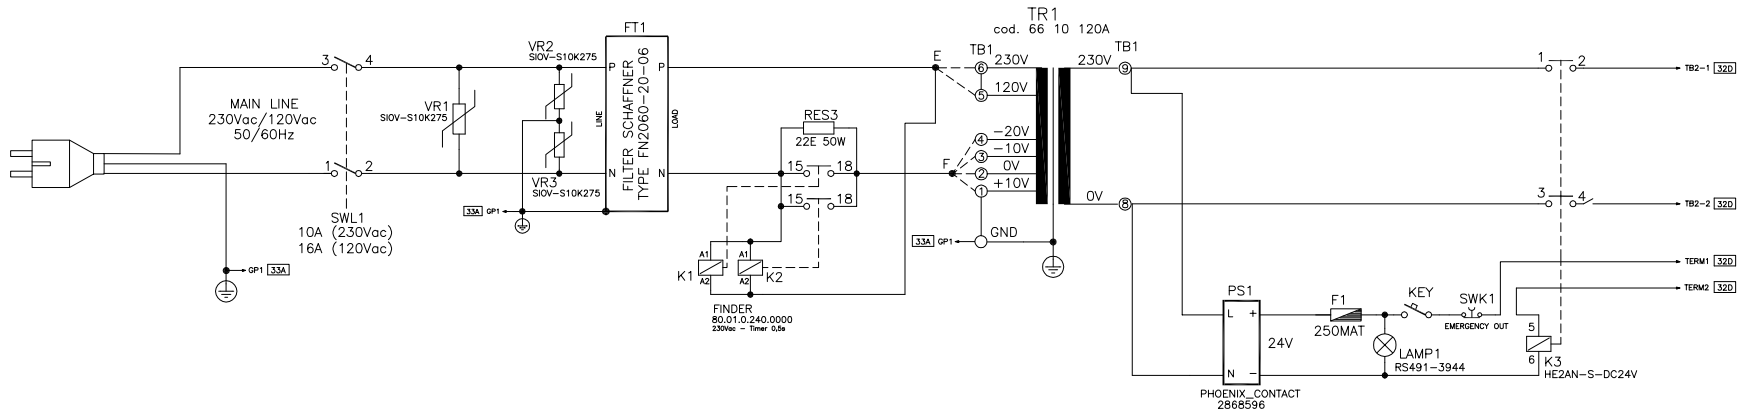 MAIN LINE
230Vac/120Vac
50/60Hz
3
4
1
2
SWL1
10A (230Vac)
16A (120Vac)
GP1 33A
VR1
SIOV-S10K275
VR2
SIOV-S10K275
VR3
SIOV-S10K275
33A GP1
FT1
P
P
N
N
LINE
FILTER SCHAFFNER
TYPE FN2060-20-06
LOAD
RES3
22E 50W
15
18
15
18
A1
A2
K1
A1
A2
K2
FINDER
80.01.0.240.0000
230Vac - Timer 0,5s
E
F
TR1
cod. 66 10 120A
TB1
6
230V
5
120V
4
-20V
3
-10V
2
0V
1
+10V
GND
33A GP1
TB1
230V
9
0V
8
1
2
3
4
TB2-1 32D
TB2-2 32D
TERM1 32D
TERM2 32D
PS1
L
+
24V
N
-
PHOENIX_CONTACT
2868596
F1
250MAT
KEY
SWK1
EMERGENCY OUT
LAMP1
RS491-3944
5
6
K3
HE2AN-S-DC24V